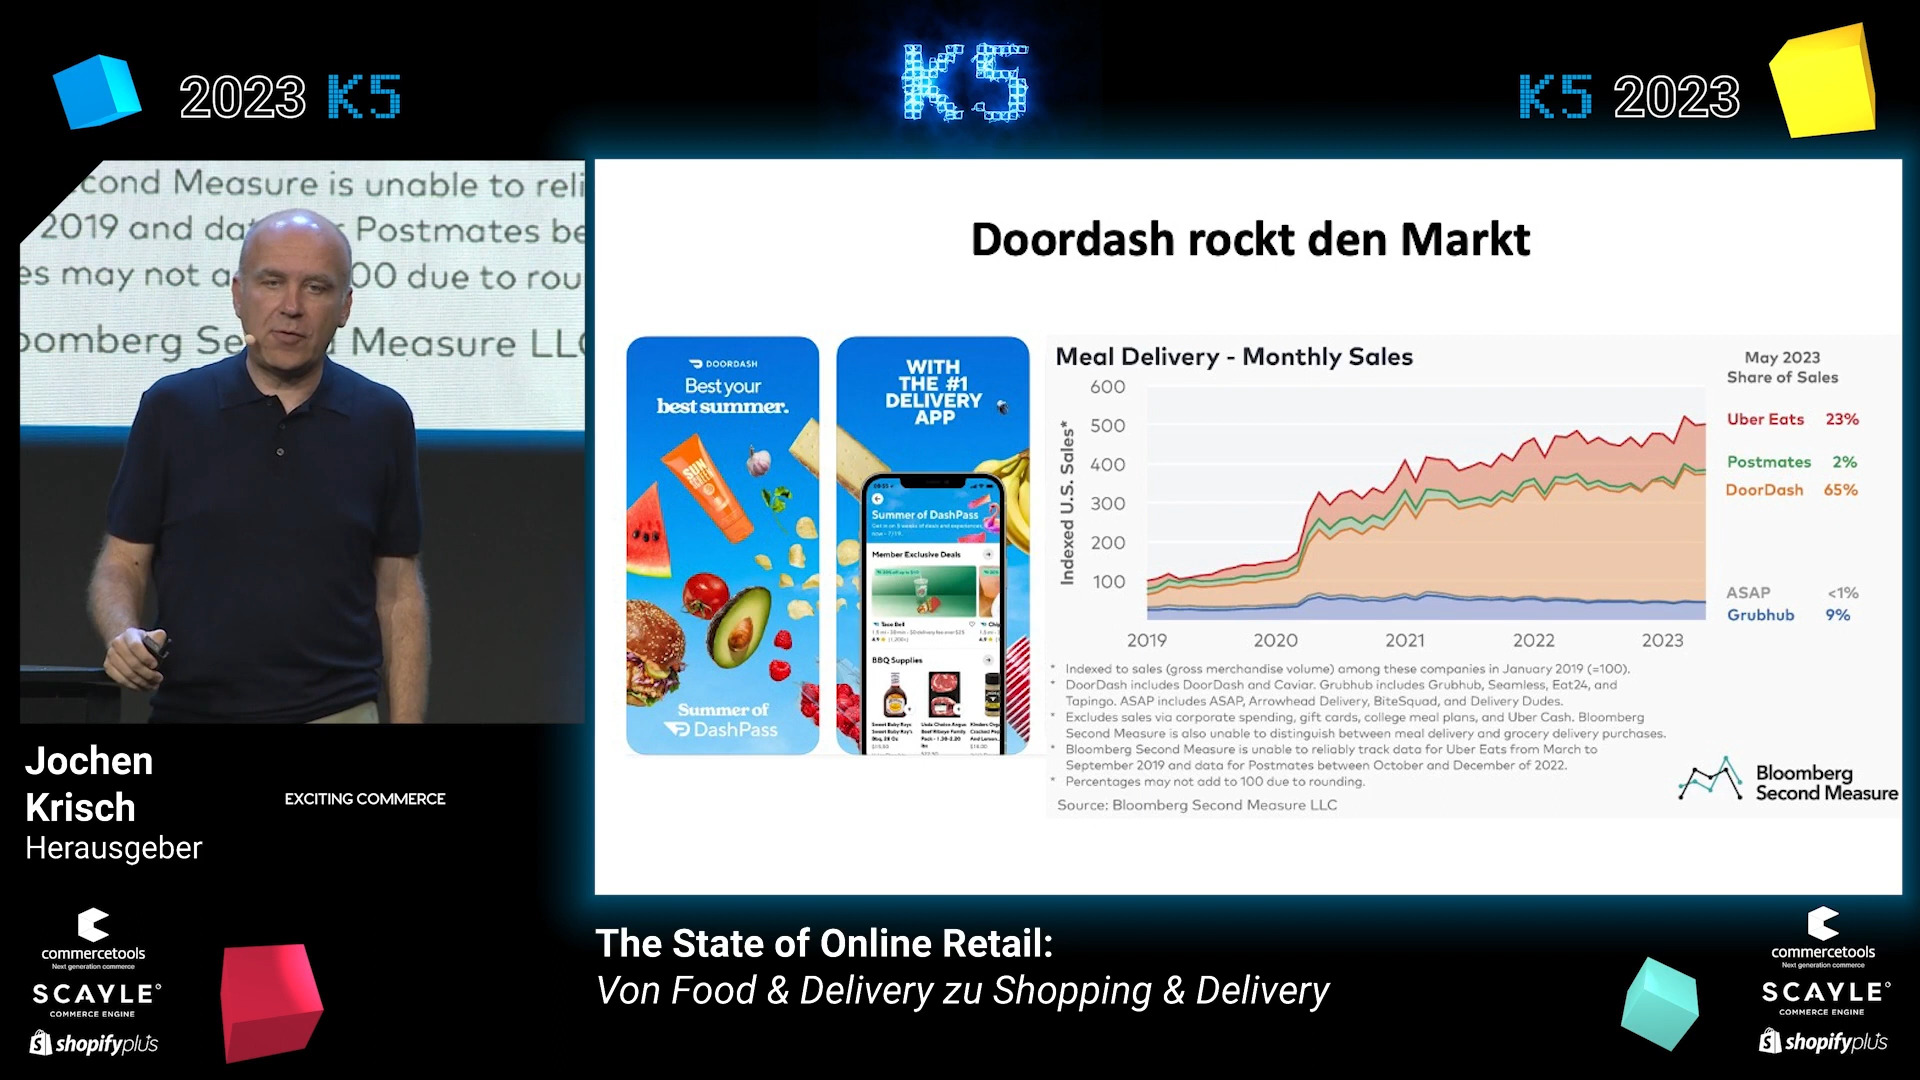 2023 K5
K5
K5 2023
cond Measure is unable to reli
2019 and da Postmates be
es may not a 00 due to rou
oomberg Se Measure LLC
Doordash rockt den Markt
DOORDASH
Best your
best summer.
SUN
Summer of
DashPass
WITH
THE #1
DELIVERY
APP
Summer of DashPass
Member Exclusive Deals
Taco Bell
BBQ Supplies
Meal Delivery - Monthly Sales
May 2023
Share of Sales
Indexed U.S. Sales*
600
500
400
300
200
100
2019 2020 2021 2022 2023
Uber Eats 23%
Postmates 2%
DoorDash 65%
ASAP <1%
Grubhub 9%
* Indexed to sales (gross merchandise volume) among these companies in January 2019 (=100).
* DoorDash includes DoorDash and Caviar. Grubhub includes Grubhub, Seamless, Eat24, and
Tapingo. ASAP includes ASAP, Arrowhead Delivery, BiteSquad, and Delivery Dudes.
* Excludes sales via corporate spending, gift cards, college meal plans, and Uber Cash. Bloomberg
Second Measure is also unable to distinguish between meal delivery and grocery delivery purchases.
* Bloomberg Second Measure is unable to reliably track data for Uber Eats from March to
September 2019 and data for Postmates between October and December of 2022.
* Percentages may not add to 100 due to rounding.
Source: Bloomberg Second Measure LLC
Bloomberg
Second Measure
Jochen
Krisch
Herausgeber
EXCITING COMMERCE
The State of Online Retail:
Von Food & Delivery zu Shopping & Delivery
commercetools
Next generation commerce
SCAYLE
COMMERCE ENGINE
shopifyplus
commercetools
Next generation commerce
SCAYLE
COMMERCE ENGINE
shopifyplus